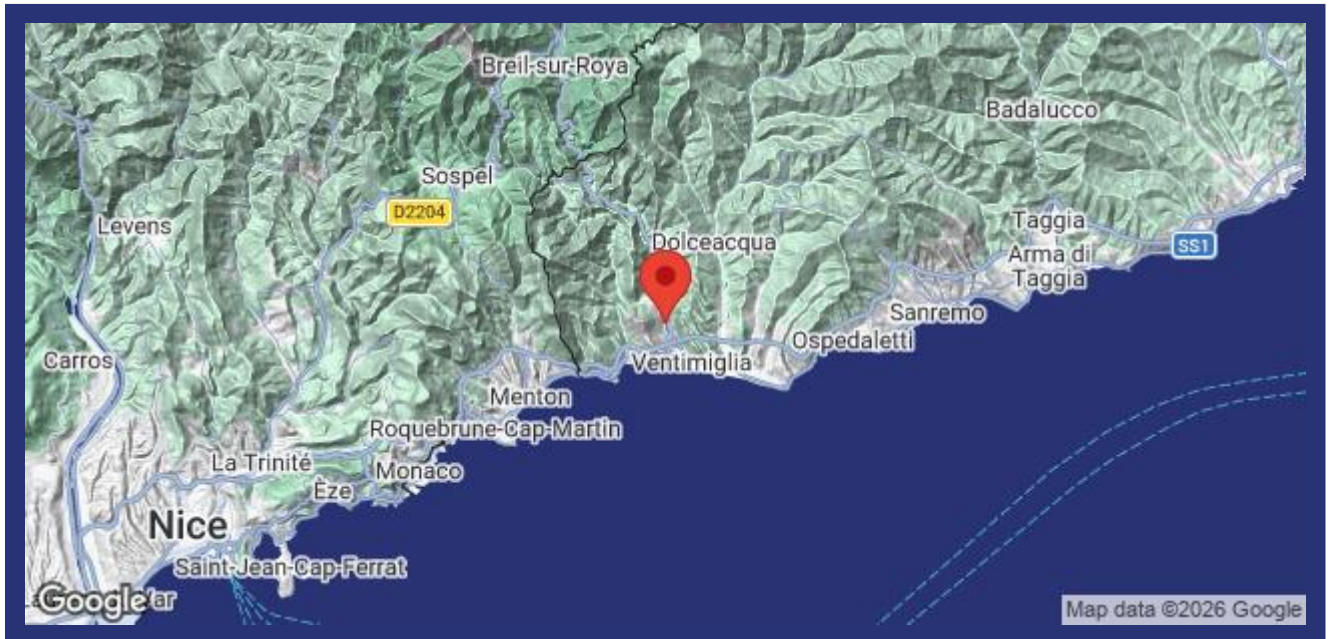 Breil-sur-Roya
Badalucco
Sospel
D2204
Levens
Taggia
Dolceacqua
SS1
Arma di
Taggia
Sanremo
Ospedaletti
Carros
Ventimiglia
Menton
Roquebrune-Cap-Martin
La Trinité
Monaco
Èze
Nice
Saint-Jean-Cap-Ferrat
Google
Map data ©2026 Google